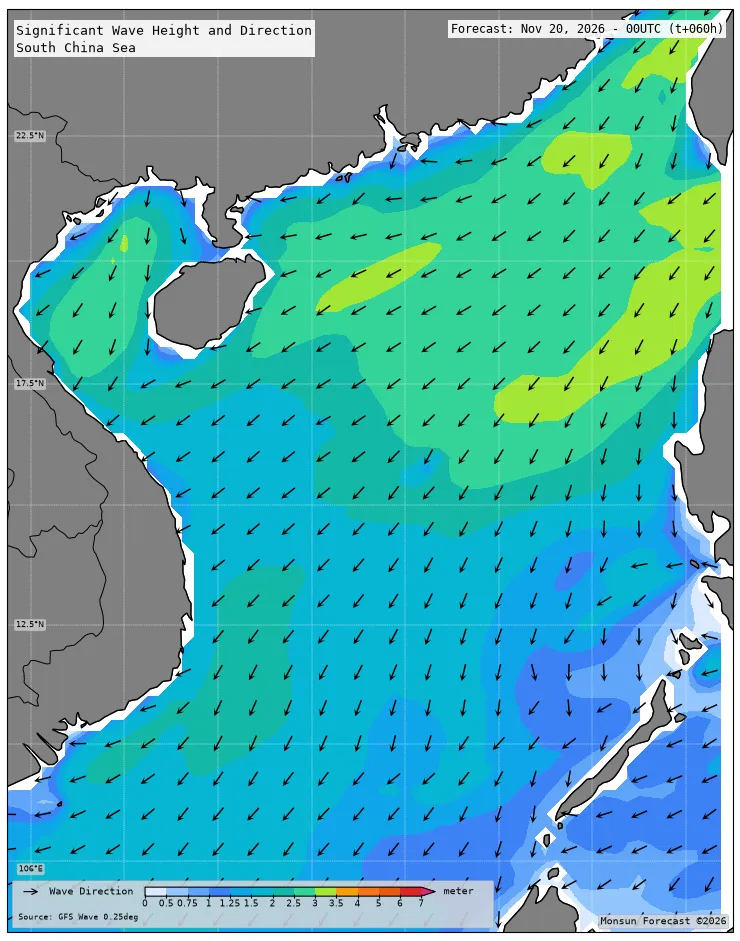 Significant Wave Height and Direction
South China Sea
Forecast: Nov 20, 2026 - 00UTC (t+060h)
22.5°N
17.5°N
12.5°N
106°E
Wave Direction
meter
0 0.5 0.75 1 1.25 1.5 2 2.5 3 3.5 4 5 6 7
Source: GFS Wave 0.25deg
Monsun Forecast ©2026